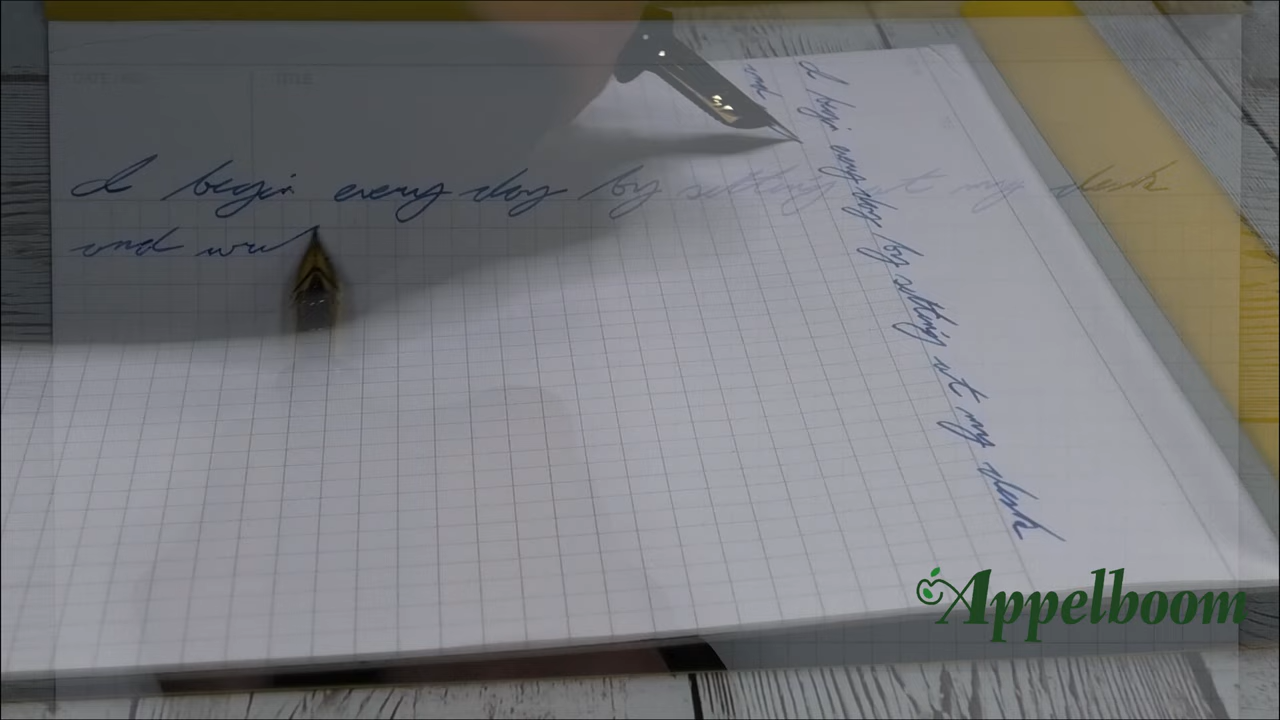 I begin every day by sitting at my desk
and
I begin every day by sitting at my desk
and
Appelboom